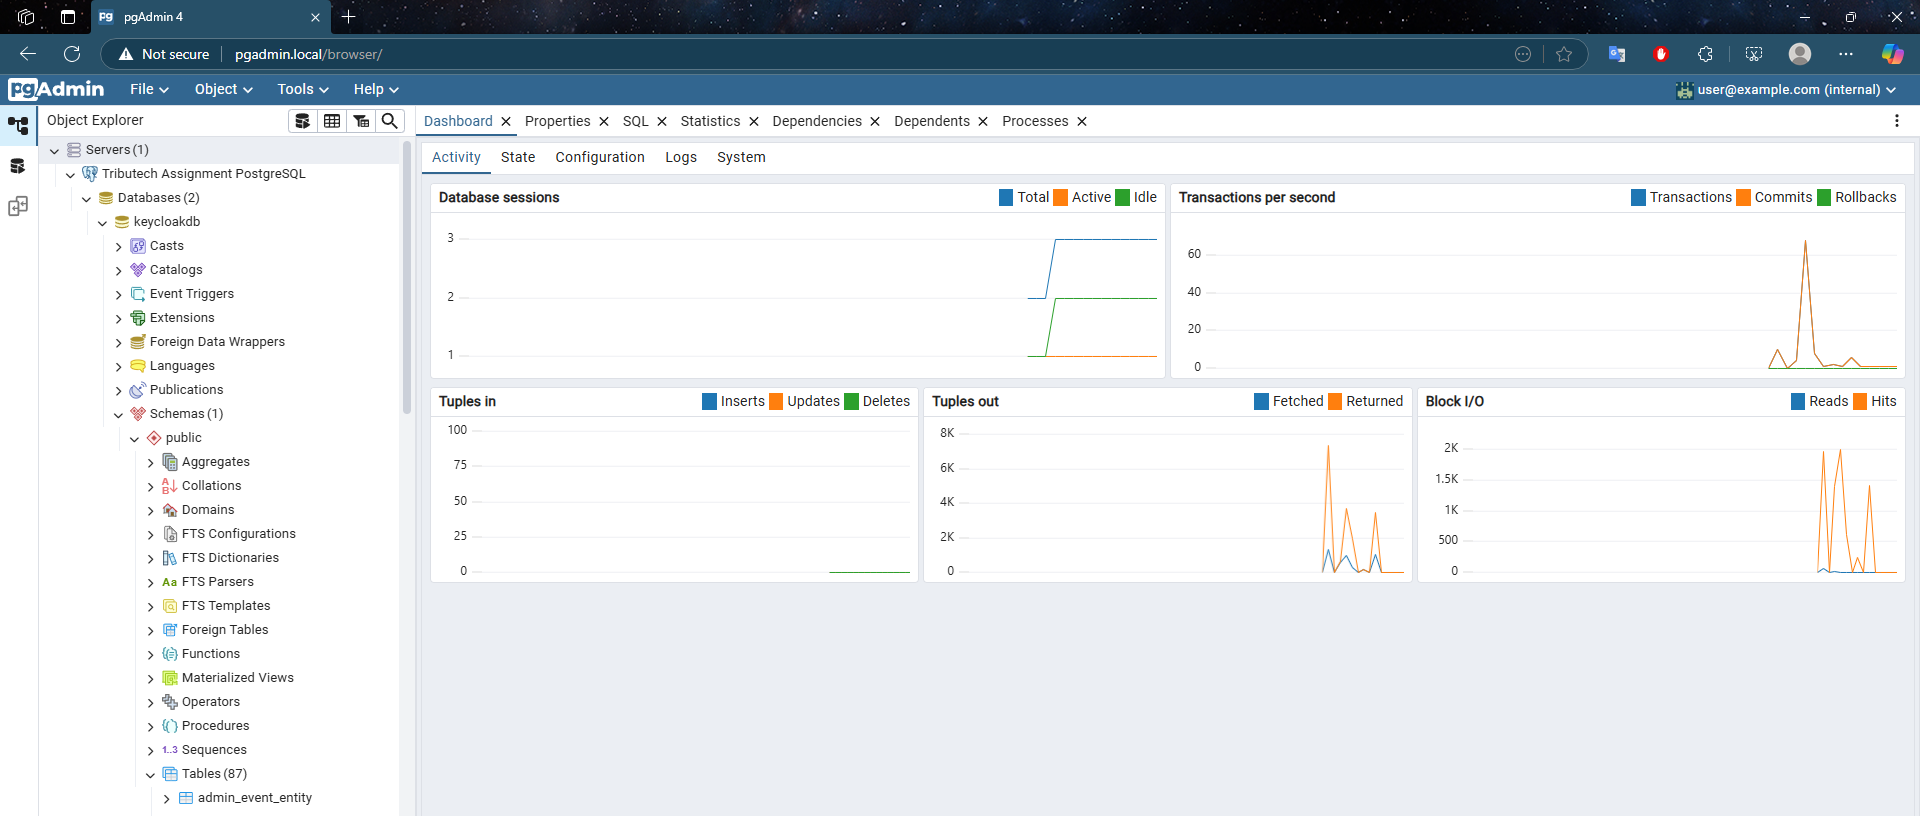 pgAdmin 4
Not secure
pgadmin.local/browser/
pgAdmin
File
Object
Tools
Help
user@example.com (internal)
Object Explorer
Dashboard
Properties
SQL
Statistics
Dependencies
Dependents
Processes
Servers (1)
Tributech Assignment PostgreSQL
Databases (2)
keycloakdb
Casts
Catalogs
Event Triggers
Extensions
Foreign Data Wrappers
Languages
Publications
Schemas (1)
public
Aggregates
Collations
Domains
FTS Configurations
FTS Dictionaries
Aa FTS Parsers
FTS Templates
Foreign Tables
Functions
Materialized Views
Operators
Procedures
1..3 Sequences
Tables (87)
admin_event_entity
Activity
State
Configuration
Logs
System
Database sessions
Total
Active
Idle
3
2
1
Transactions per second
Transactions
Commits
Rollbacks
60
40
20
0
Tuples in
Inserts
Updates
Deletes
100
75
50
25
0
Tuples out
Fetched
Returned
8K
6K
4K
2K
0
Block I/O
Reads
Hits
2K
1.5K
1K
500
0